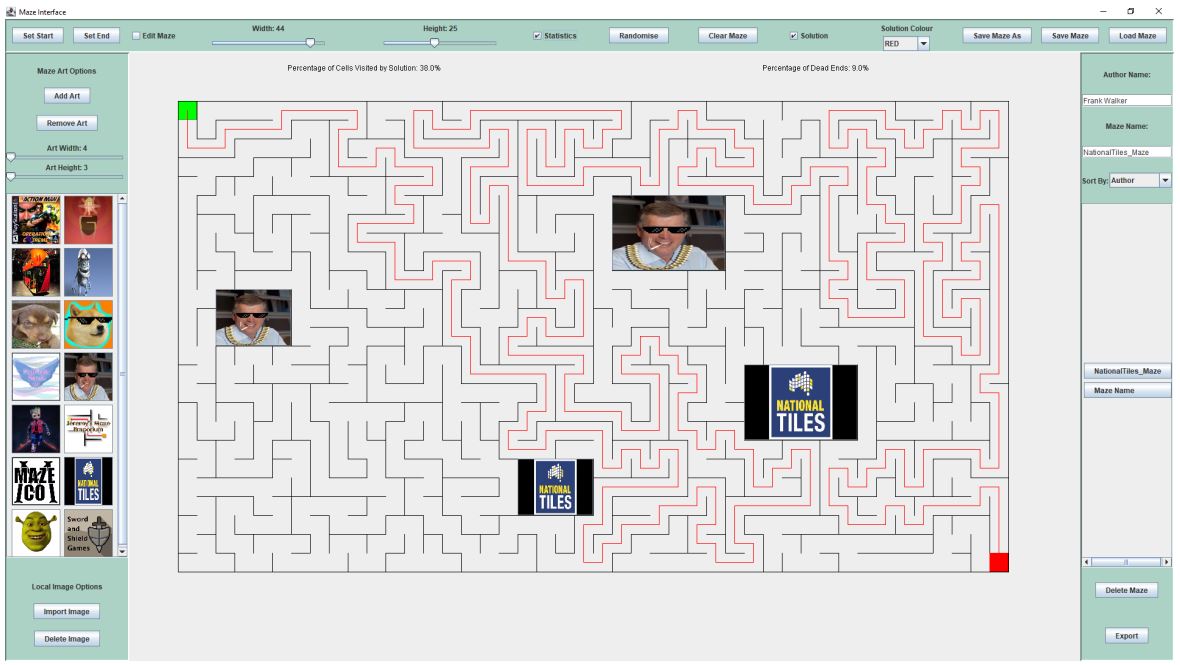 Maze Interface
Set Start
Set End
Edit Maze
Width: 44
Height: 25
Statistics
Randomise
Clear Maze
Solution
Solution Colour
RED
Save Maze As
Save Maze
Load Maze
Maze Art Options
Add Art
Remove Art
Art Width: 4
Art Height: 3
ACTION MAN
OPERATION
MAZE
CO
NATIONAL
TILES
Sword
and
Shield
Games
Local Image Options
Import Image
Delete Image
Percentage of Cells Visited by Solution: 38.0%
Percentage of Dead Ends: 9.0%
NATIONAL
TILES
NATIONAL
TILES
Author Name:
Frank Walker
Maze Name:
NationalTiles_Maze
Sort By:
Author
NationalTiles_Maze
Maze Name
Delete Maze
Export